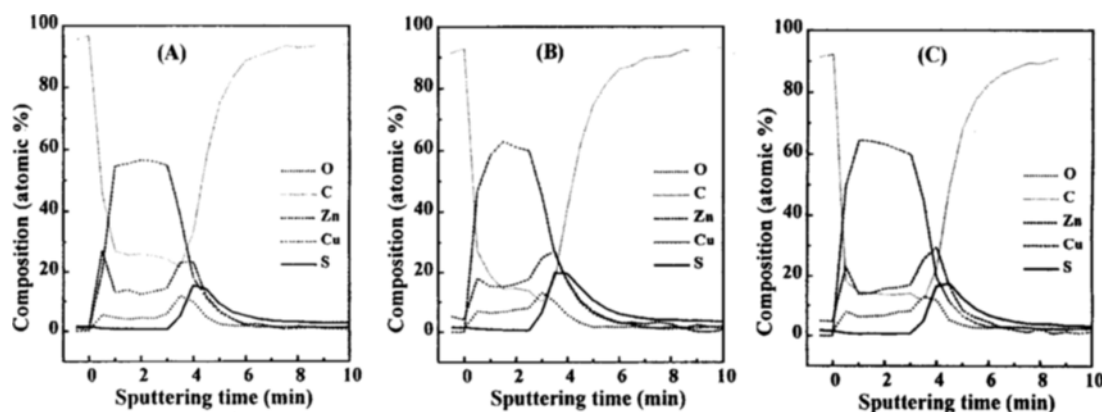 100
80
60
40
20
0
Composition (atomic %)
(A)
O
C
Zn
Cu
S
0 2 4 6 8 10
Sputtering time (min)
100
80
60
40
20
0
Composition (atomic %)
(B)
O
C
Zn
Cu
S
0 2 4 6 8 10
Sputtering time (min)
100
80
60
40
20
0
Composition (atomic %)
(C)
O
C
Zn
Cu
S
0 2 4 6 8 10
Sputtering time (min)